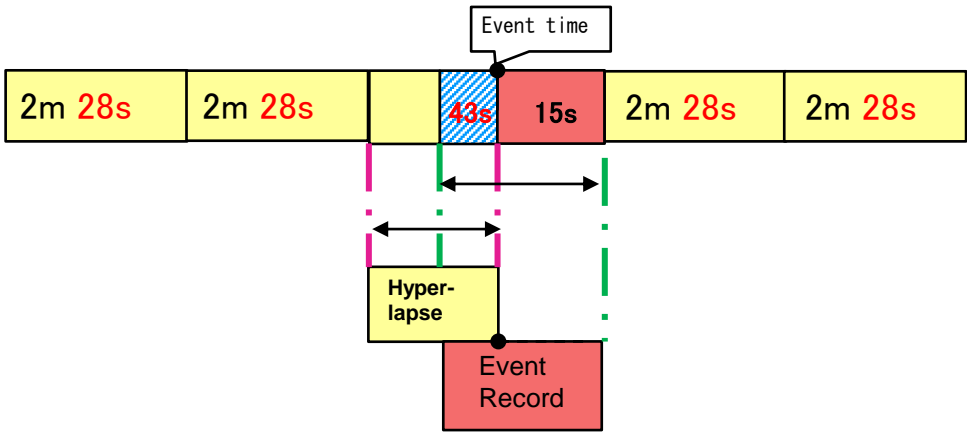 Event time
2m 28s
2m 28s
43s
15s
2m 28s
2m 28s
Hyper-
lapse
Event
Record